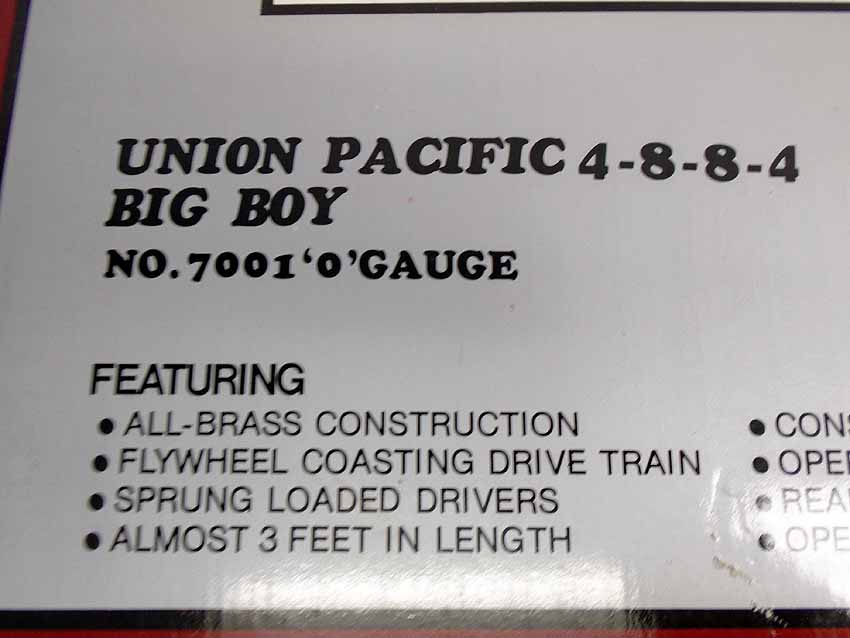 UNION PACIFIC 4-8-8-4
BIG BOY
NO. 7001 'O' GAUGE
FEATURING
• ALL-BRASS CONSTRUCTION
• FLYWHEEL COASTING DRIVE TRAIN
• SPRUNG LOADED DRIVERS
• ALMOST 3 FEET IN LENGTH